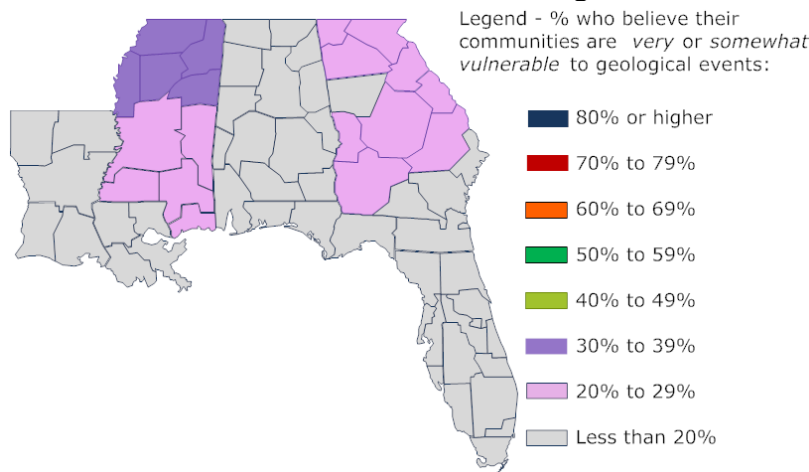 Legend - % who believe their
communities are very or somewhat
vulnerable to geological events:
80% or higher
70% to 79%
60% to 69%
50% to 59%
40% to 49%
30% to 39%
20% to 29%
Less than 20%